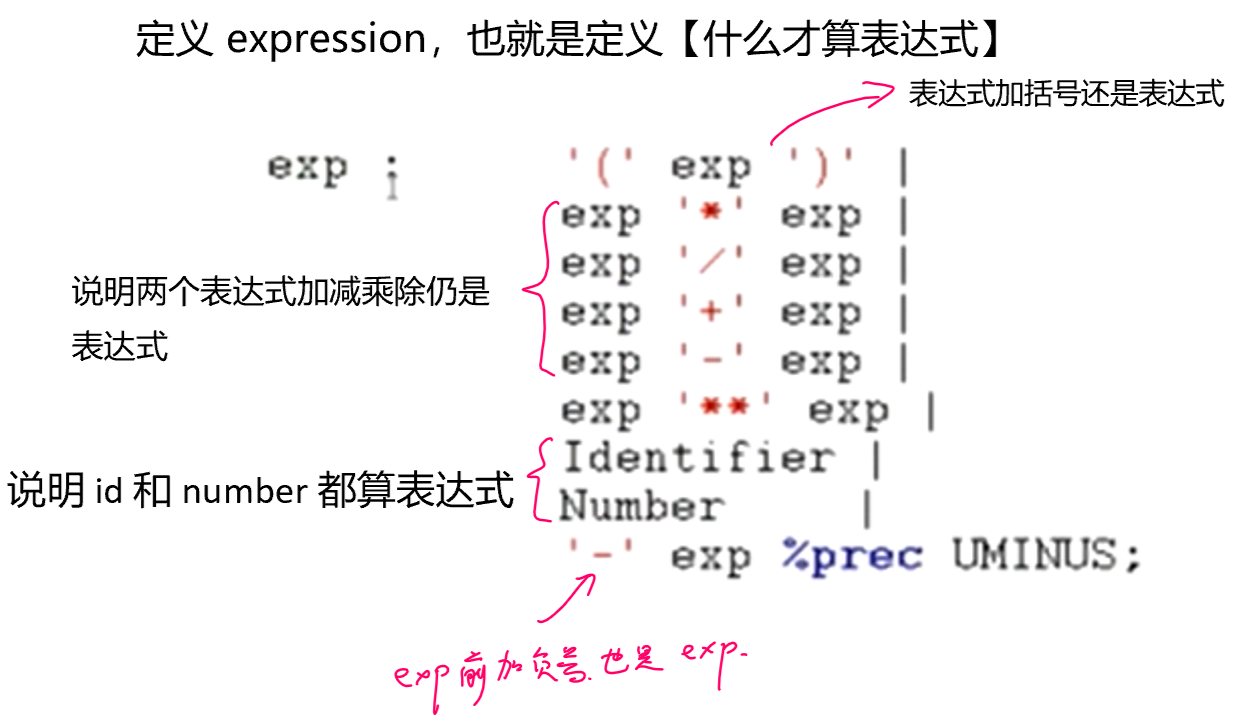 定义 expression，也就是定义【什么才算表达式】
表达式加括号还是表达式
exp : '(' exp ')' |
exp '*' exp |
exp '/' exp |
说明两个表达式加减乘除仍是
表达式
exp '+' exp |
exp '-' exp |
exp '**' exp |
Identifier |
说明 id 和 number 都算表达式
Number |
'-' exp %prec UMINUS;
exp 前加负号也是 exp.